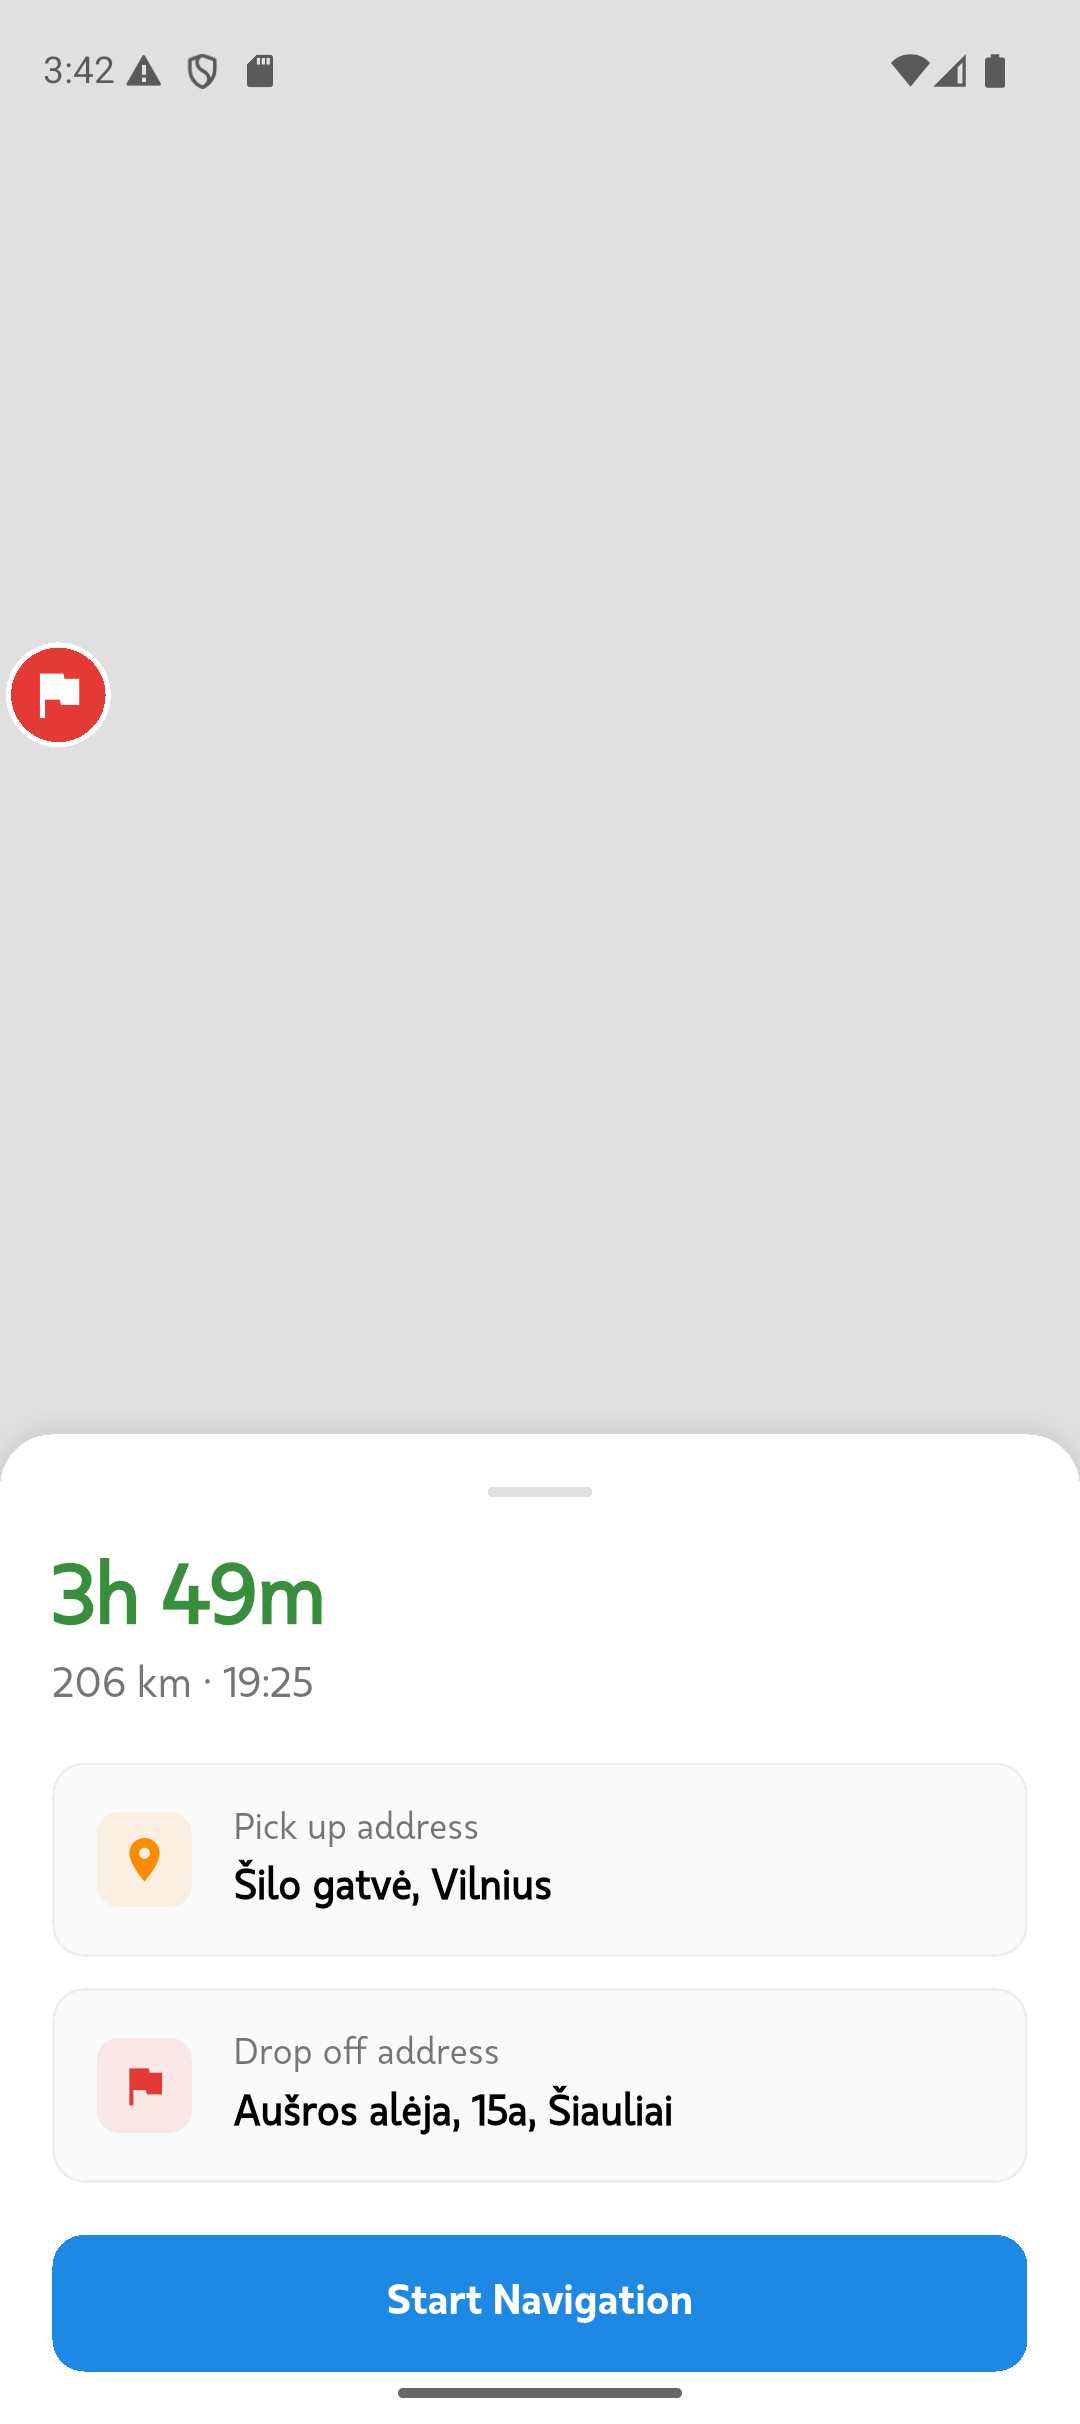 3:42
3h 49m
206 km · 19:25
Pick up address
Šilo gatvė, Vilnius
Drop off address
Aušros alėja, 15a, Šiauliai
Start Navigation